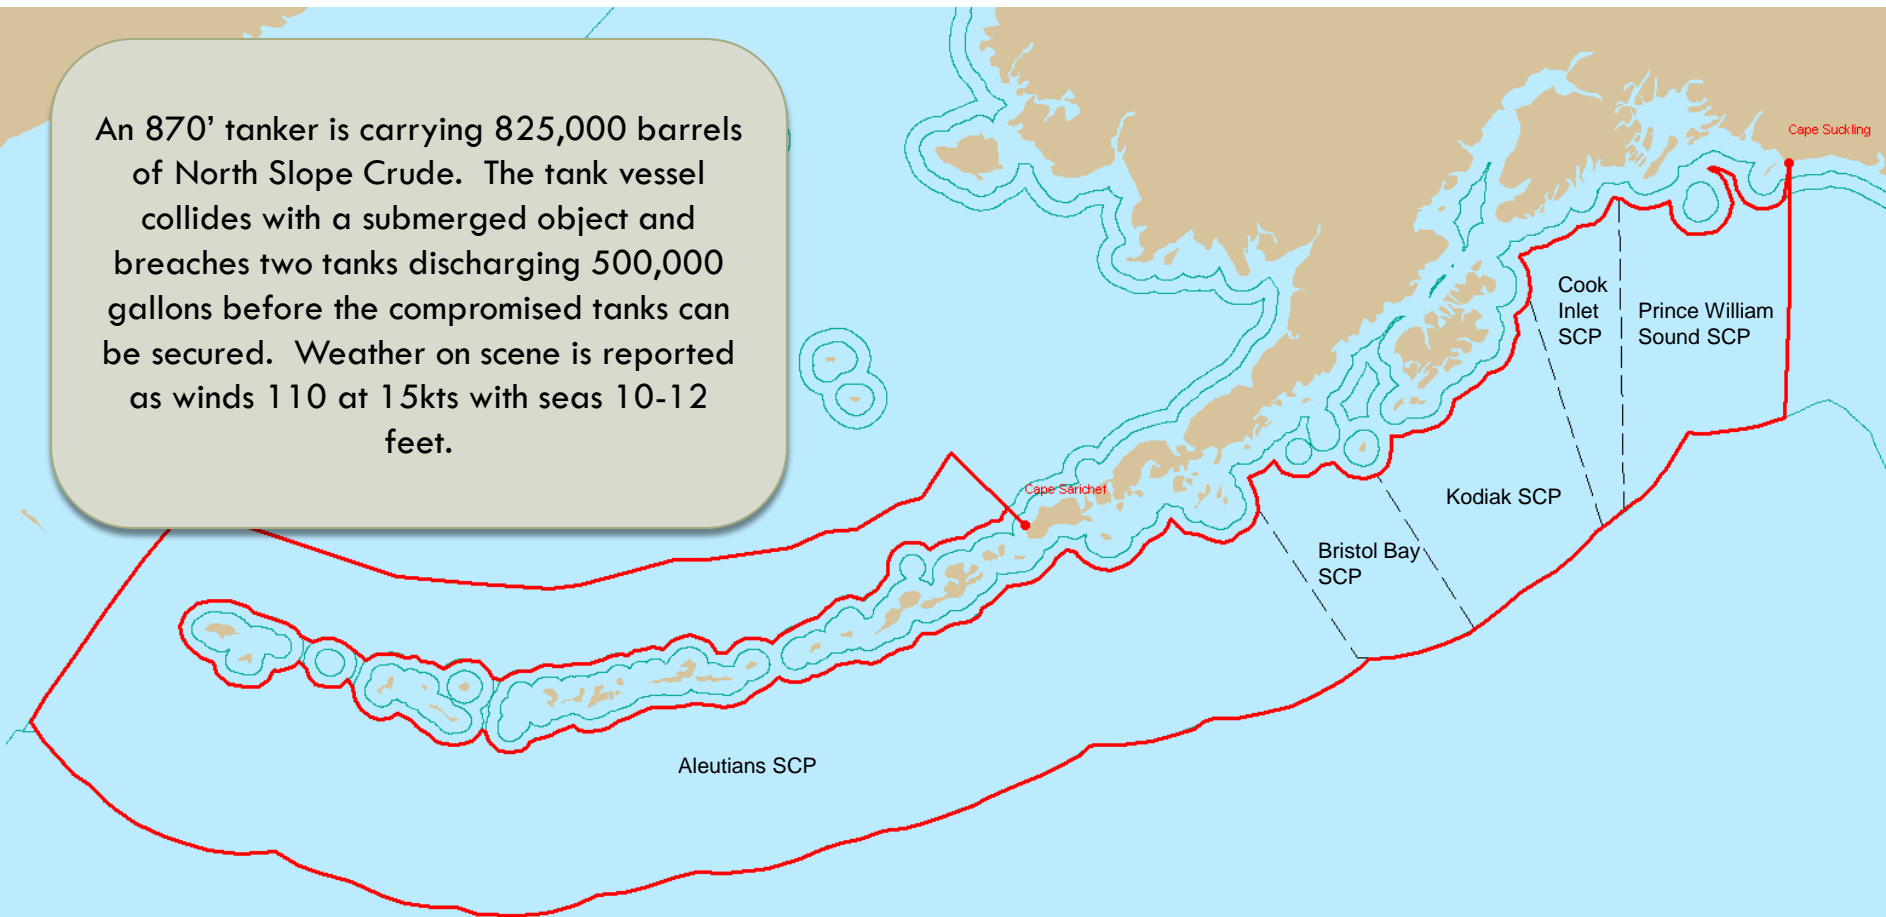 An 870’ tanker is carrying 825,000 barrels
of North Slope Crude.  The tank vessel
collides with a submerged object and
breaches two tanks discharging 500,000
gallons before the compromised tanks can
be secured.  Weather on scene is reported
as winds 110 at 15kts with seas 10-12
feet.
Cape Suckling
Cook
Inlet
SCP
Prince William
Sound SCP
Cape Sarichef
Kodiak SCP
Bristol Bay
SCP
Aleutians SCP